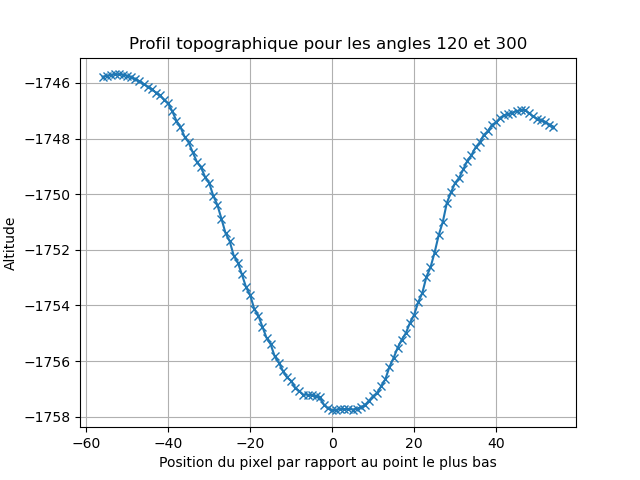 Profil topographique pour les angles 120 et 300
Altitude
−1746
−1748
−1750
−1752
−1754
−1756
−1758
−60 −40 −20 0 20 40
Position du pixel par rapport au point le plus bas